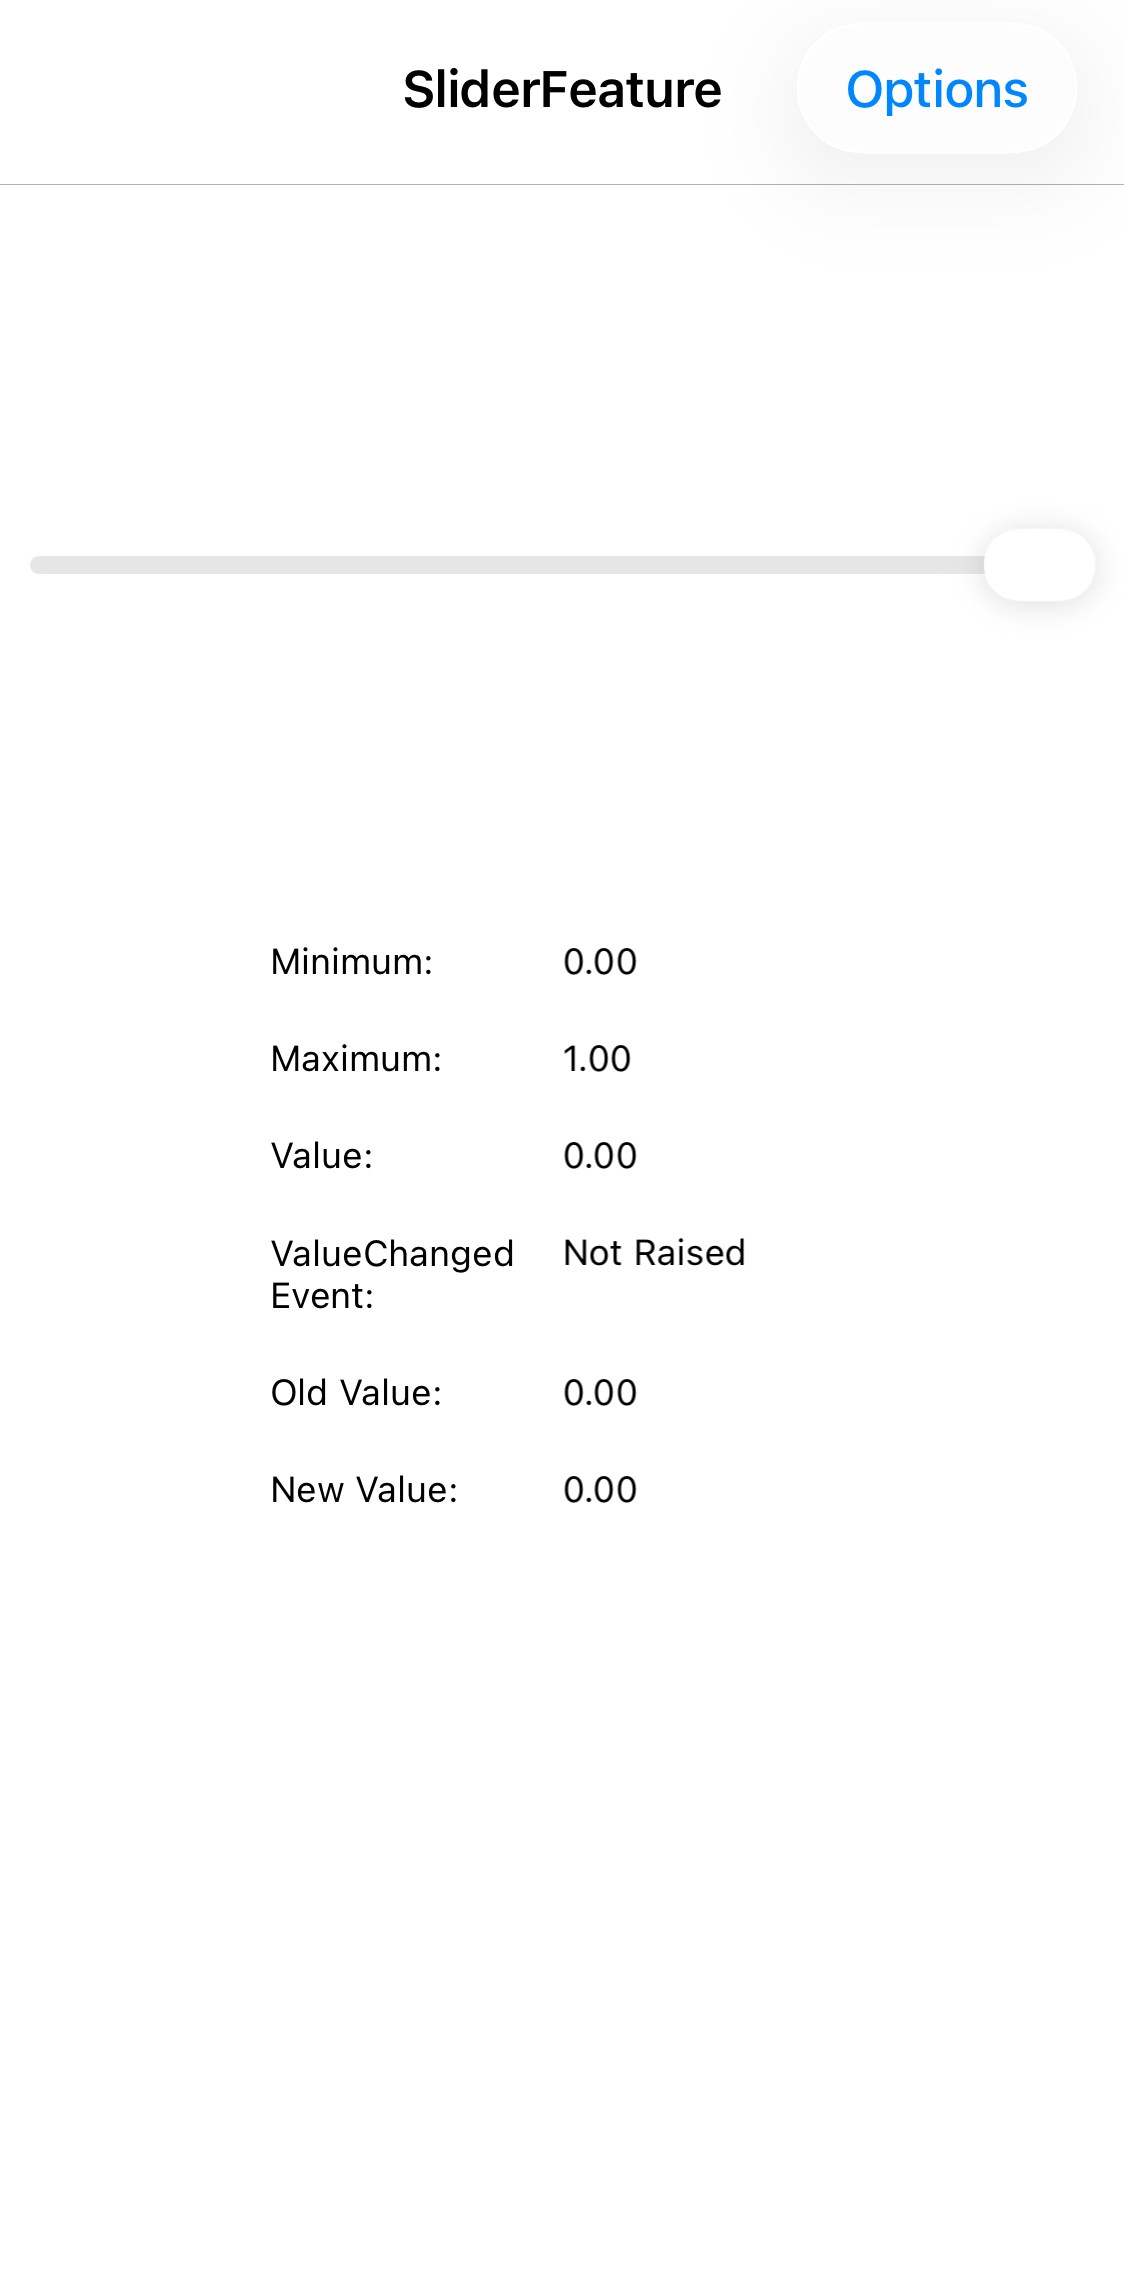 SliderFeature
Options
Minimum: 0.00
Maximum: 1.00
Value: 0.00
ValueChanged Not Raised
Event:
Old Value: 0.00
New Value: 0.00